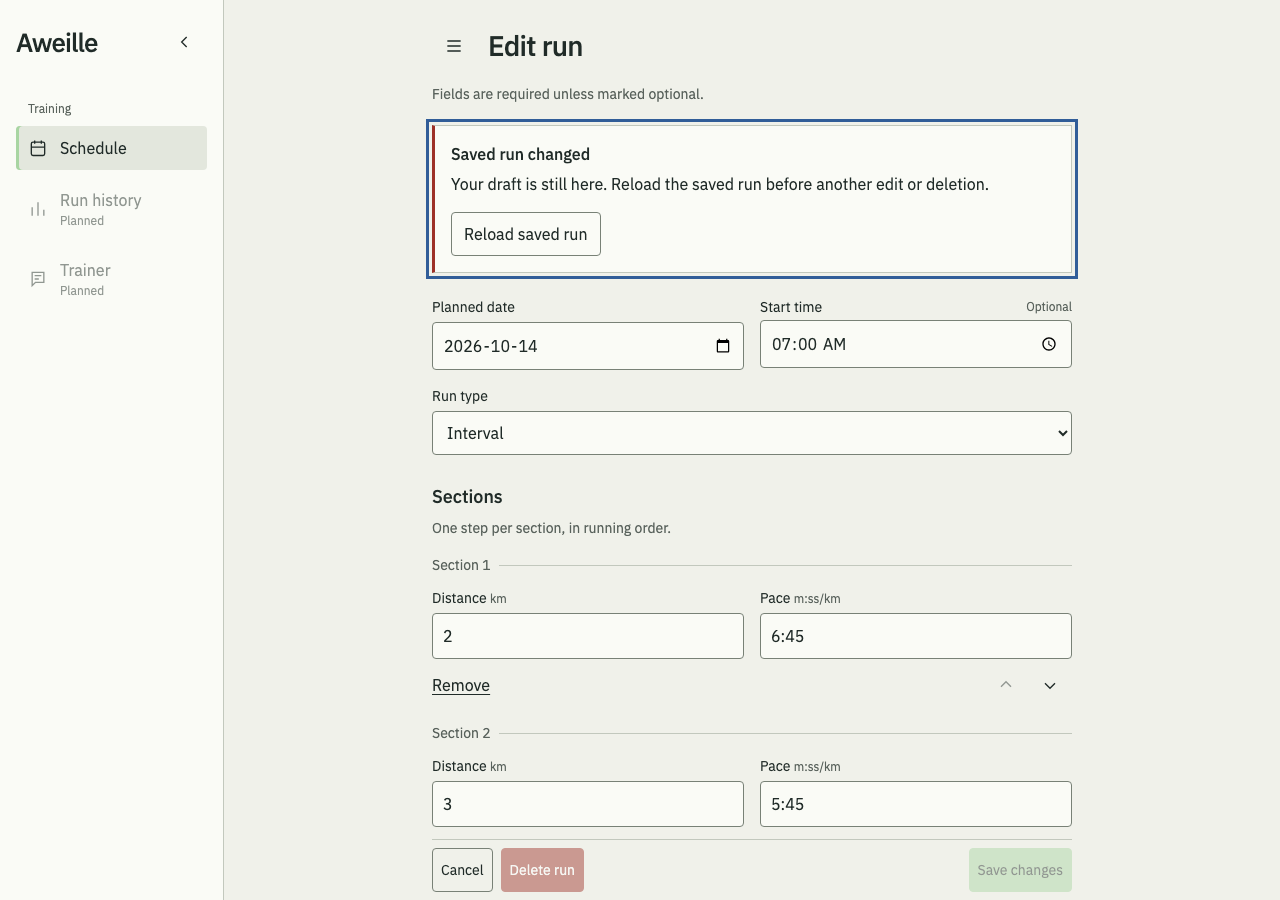 Aweille
Training
Schedule
Run history
Planned
Trainer
Planned
Edit run
Fields are required unless marked optional.
Saved run changed
Your draft is still here. Reload the saved run before another edit or deletion.
Reload saved run
Planned date
Start time Optional
2026-10-14
07:00 AM
Run type
Interval
Sections
One step per section, in running order.
Section 1
Distance km
Pace m:ss/km
2
6:45
Remove
Section 2
Distance km
Pace m:ss/km
3
5:45
Cancel
Delete run
Save changes